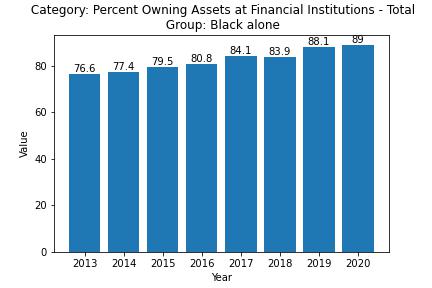 Category: Percent Owning Assets at Financial Institutions - Total
Group: Black alone
Value
80
60
40
20
0
76.6 77.4 79.5 80.8 84.1 83.9 88.1 89
2013 2014 2015 2016 2017 2018 2019 2020
Year